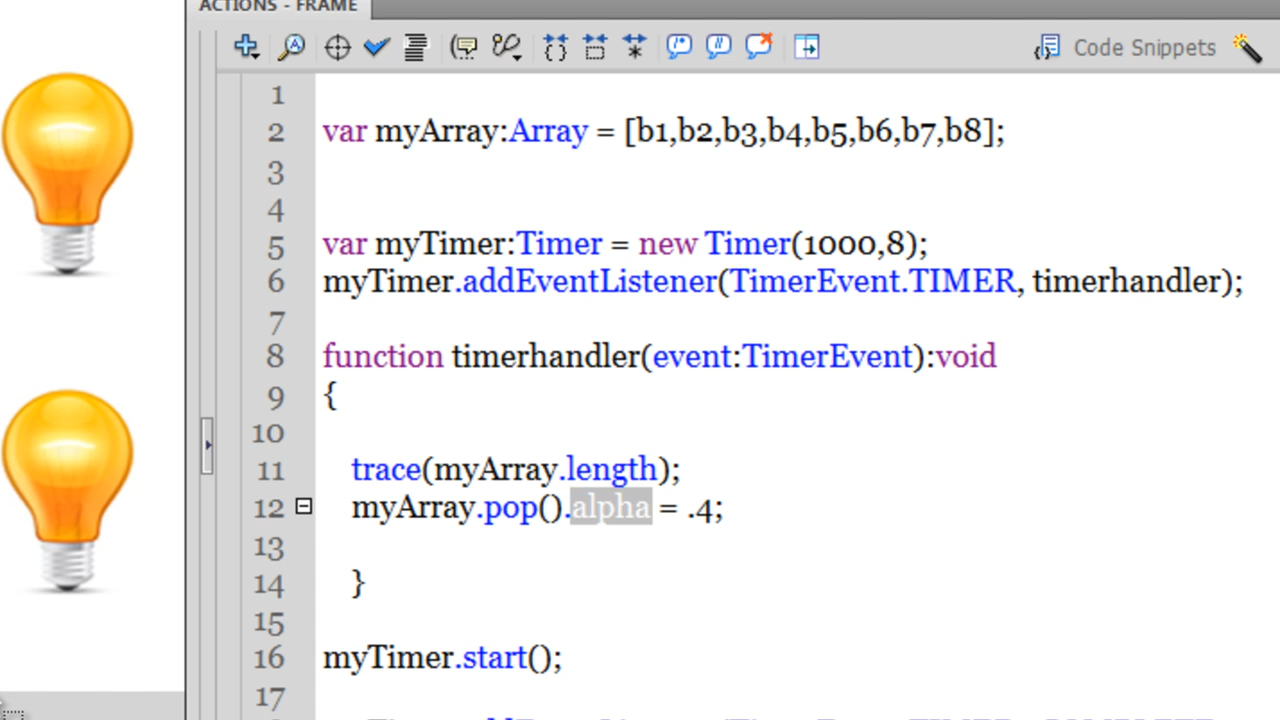 ACTIONS - FRAME
Code Snippets
1
2 var myArray:Array = [b1,b2,b3,b4,b5,b6,b7,b8];
3
4
5 var myTimer:Timer = new Timer(1000,8);
6 myTimer.addEventListener(TimerEvent.TIMER, timerhandler);
7
8 function timerhandler(event:TimerEvent):void
9 {
10
11 trace(myArray.length);
12 myArray.pop().alpha = .4;
13
14 }
15
16 myTimer.start();
17